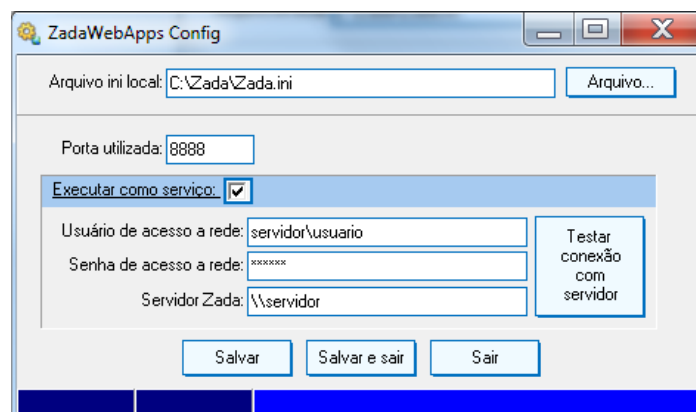 ZadaWebApps Config
Arquivo ini local: C:\Zada\Zada.ini Arquivo...
Porta utilizada: 8888
Executar como serviço:
Usuário de acesso a rede: servidor\usuario
Senha de acesso a rede: ******
Servidor Zada: \\servidor
Testar
conexão
com
servidor
Salvar Salvar e sair Sair